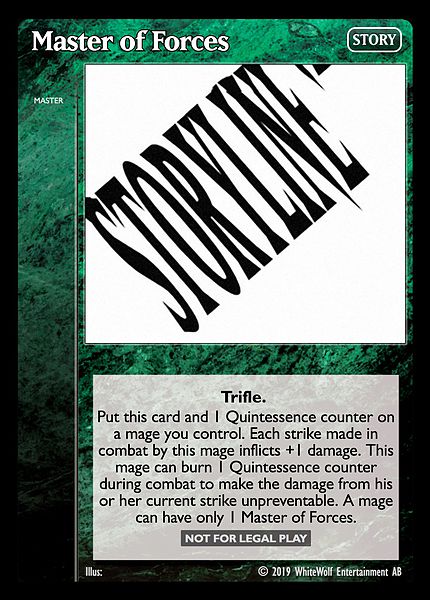 Master of Forces
STORY
MASTER
STORYLINE
Trifle.
Put this card and 1 Quintessence counter on
a mage you control. Each strike made in
combat by this mage inflicts +1 damage. This
mage can burn 1 Quintessence counter
during combat to make the damage from his
or her current strike unpreventable. A mage
can have only 1 Master of Forces.
NOT FOR LEGAL PLAY
Illus:
© 2019 WhiteWolf Entertainment AB